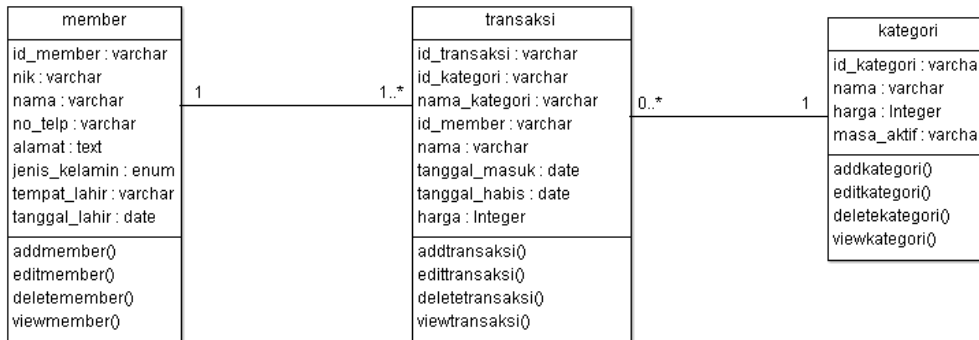 member
id_member : varchar
nik : varchar
nama : varchar
no_telp : varchar
alamat : text
jenis_kelamin : enum
tempat_lahir : varchar
tanggal_lahir : date
addmember()
editmember()
deletemember()
viewmember()
1
1..*
transaksi
id_transaksi : varchar
id_kategori : varchar
nama_kategori : varchar
id_member : varchar
nama : varchar
tanggal_masuk : date
tanggal_habis : date
harga : Integer
addtransaksi()
edittransaksi()
deletetransaksi()
viewtransaksi()
0..*
1
kategori
id_kategori : varcha
nama : varchar
harga : Integer
masa_aktif : varcha
addkategori()
editkategori()
deletekategori()
viewkategori()